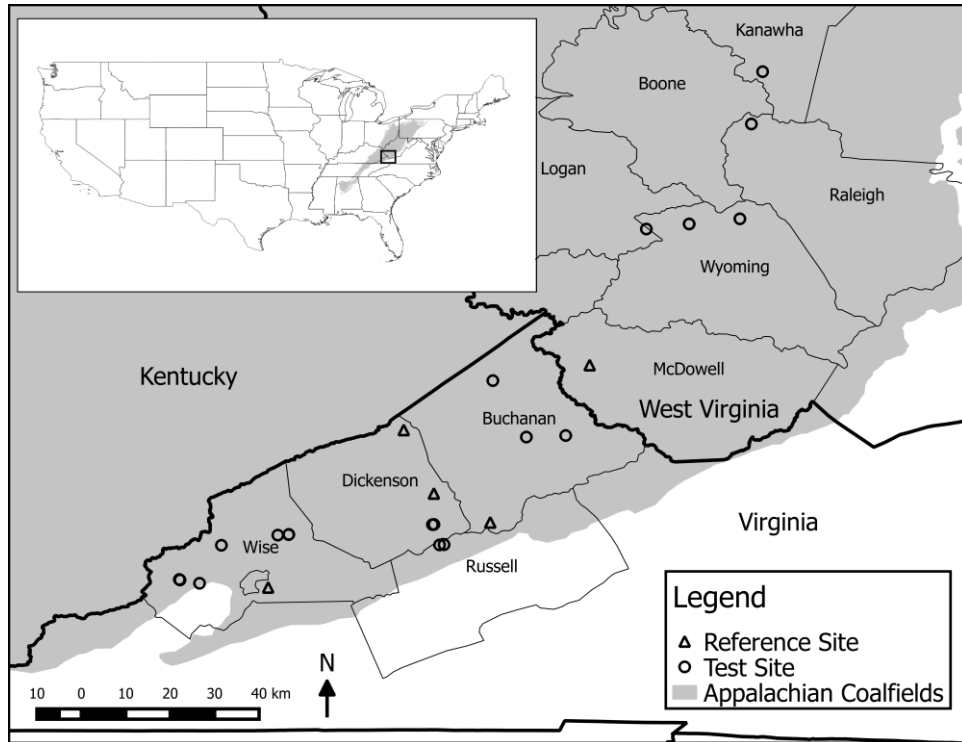 Kanawha
Boone
Logan
Raleigh
Wyoming
Kentucky
McDowell
West Virginia
Buchanan
Dickenson
Virginia
Wise
Russell
Legend
Reference Site
Test Site
Appalachian Coalfields
N
10 0 10 20 30 40 km